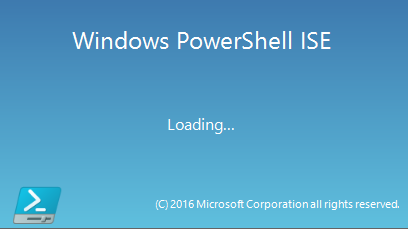 Windows PowerShell ISE
Loading...
(C) 2016 Microsoft Corporation all rights reserved.